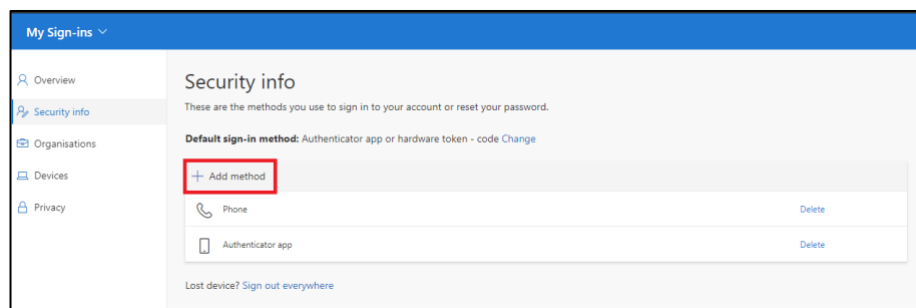 My Sign-ins
Overview
Security info
Organisations
Devices
Privacy
Security info
These are the methods you use to sign in to your account or reset your password.
Default sign-in method: Authenticator app or hardware token - code Change
+ Add method
Phone Delete
Authenticator app Delete
Lost device? Sign out everywhere